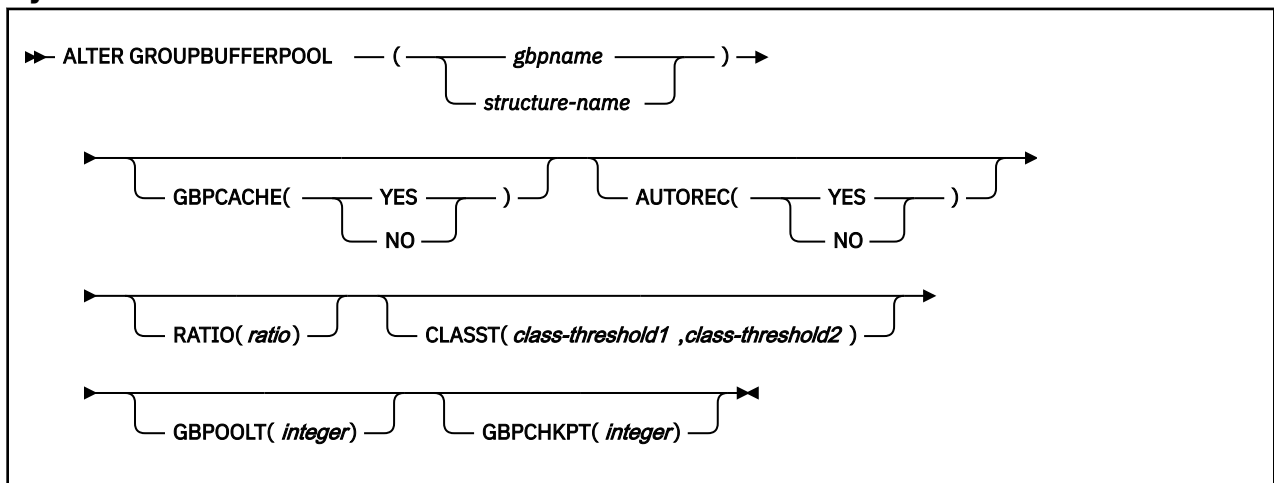 ALTER GROUPBUFFERPOOL ( gbpname )
structure-name
GBPCACHE( YES ) AUTOREC( YES )
NO NO
RATIO( ratio) CLASST( class-threshold1 ,class-threshold2 )
GBPOOLT( integer) GBPCHKPT( integer)